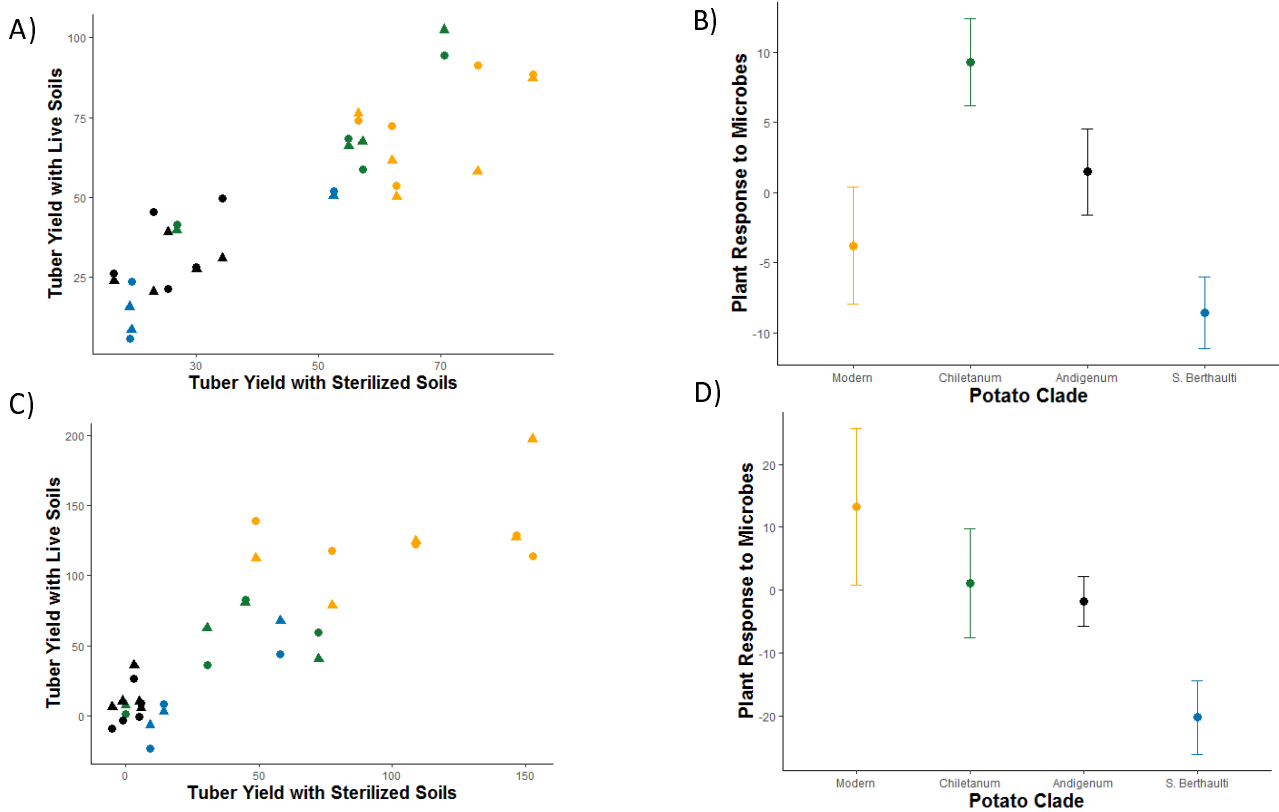 A)
Tuber Yield with Live Soils
100
75
50
25
30
50
70
Tuber Yield with Sterilized Soils
B)
Plant Response to Microbes
10
5
0
-5
-10
Modern
Chiletanum
Andigenum
S. Berthaulti
Potato Clade
C)
Tuber Yield with Live Soils
200
150
100
50
0
0
50
100
150
Tuber Yield with Sterilized Soils
D)
Plant Response to Microbes
20
10
0
-10
-20
Modern
Chiletanum
Andigenum
S. Berthaulti
Potato Clade